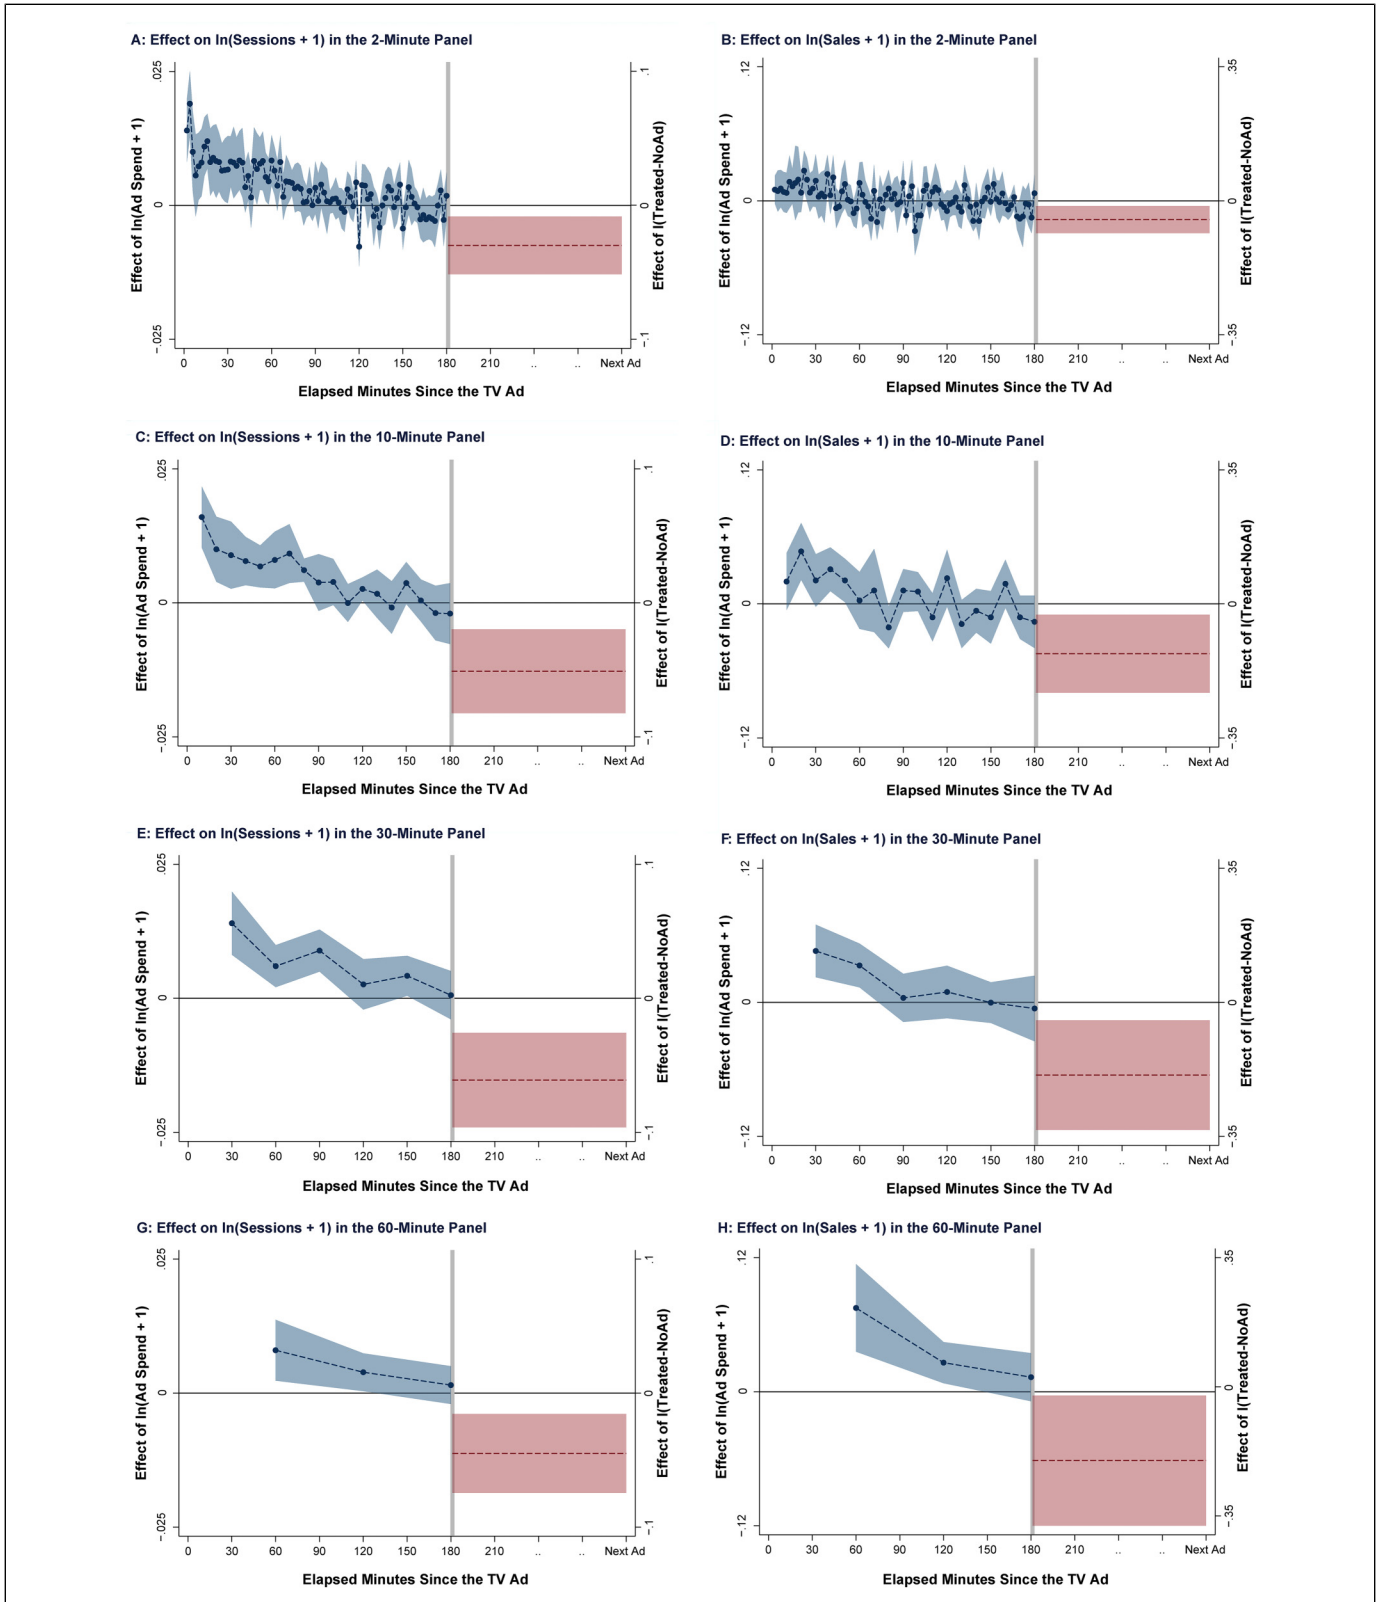 A: Effect on ln(Sessions + 1) in the 2-Minute Panel
Effect of ln(Ad Spend + 1)
.025
0
-.025
.1
0
-.1
Effect of I(Treated-NoAd)
0 30 60 90 120 150 180 210 .. .. Next Ad
Elapsed Minutes Since the TV Ad
B: Effect on ln(Sales + 1) in the 2-Minute Panel
Effect of ln(Ad Spend + 1)
.12
0
-.12
.35
0
-.35
Effect of I(Treated-NoAd)
0 30 60 90 120 150 180 210 .. .. Next Ad
Elapsed Minutes Since the TV Ad
C: Effect on ln(Sessions + 1) in the 10-Minute Panel
Effect of ln(Ad Spend + 1)
.025
0
-.025
.1
0
-.1
Effect of I(Treated-NoAd)
0 30 60 90 120 150 180 210 .. .. Next Ad
Elapsed Minutes Since the TV Ad
D: Effect on ln(Sales + 1) in the 10-Minute Panel
Effect of ln(Ad Spend + 1)
.12
0
-.12
.35
0
-.35
Effect of I(Treated-NoAd)
0 30 60 90 120 150 180 210 .. .. Next Ad
Elapsed Minutes Since the TV Ad
E: Effect on ln(Sessions + 1) in the 30-Minute Panel
Effect of ln(Ad Spend + 1)
.025
0
-.025
.1
0
-.1
Effect of I(Treated-NoAd)
0 30 60 90 120 150 180 210 .. .. Next Ad
Elapsed Minutes Since the TV Ad
F: Effect on ln(Sales + 1) in the 30-Minute Panel
Effect of ln(Ad Spend + 1)
.12
0
-.12
.35
0
-.35
Effect of I(Treated-NoAd)
0 30 60 90 120 150 180 210 .. .. Next Ad
Elapsed Minutes Since the TV Ad
G: Effect on ln(Sessions + 1) in the 60-Minute Panel
Effect of ln(Ad Spend + 1)
.025
0
-.025
.1
0
-.1
Effect of I(Treated-NoAd)
0 30 60 90 120 150 180 210 .. .. Next Ad
Elapsed Minutes Since the TV Ad
H: Effect on ln(Sales + 1) in the 60-Minute Panel
Effect of ln(Ad Spend + 1)
.12
0
-.12
.35
0
-.35
Effect of I(Treated-NoAd)
0 30 60 90 120 150 180 210 .. .. Next Ad
Elapsed Minutes Since the TV Ad